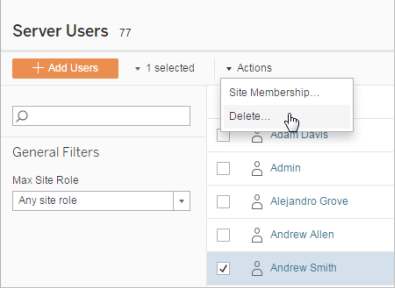 Server Users 77
+ Add Users
1 selected
Actions
Site Membership...
Delete...
General Filters
Max Site Role
Any site role
Adam Davis
Admin
Alejandro Grove
Andrew Allen
Andrew Smith